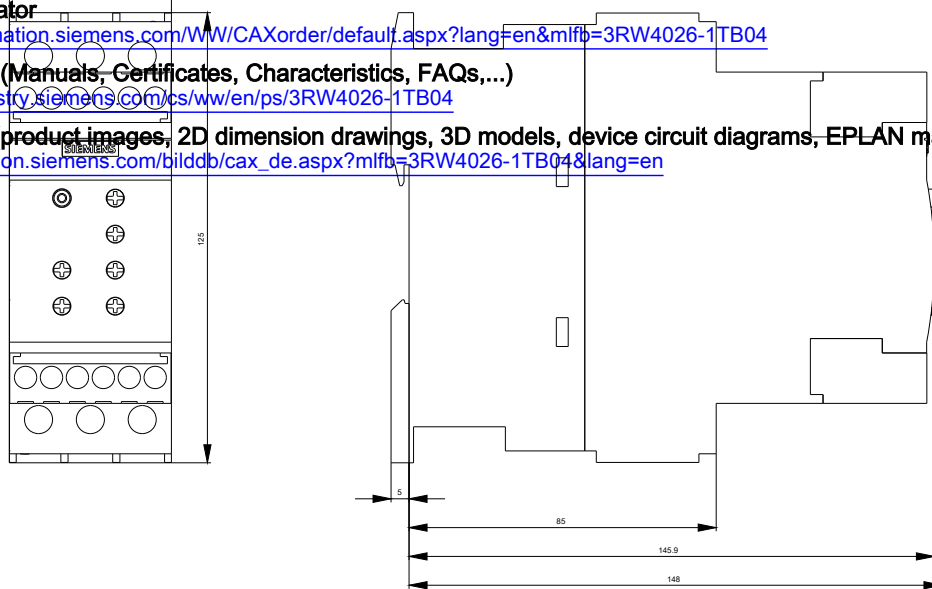 ator
mation.siemens.com/WW/CAXorder/default.aspx?lang=en&mlfb=3RW4026-1TB04
(Manuals, Certificates, Characteristics, FAQs,...)
stry.siemens.com/cs/ww/en/ps/3RW4026-1TB04
product images, 2D dimension drawings, 3D models, device circuit diagrams, EPLAN m
SIEMENS
on.siemens.com/bilddb/cax_de.aspx?mlfb=3RW4026-1TB04&lang=en
125
5
85
145.9
148